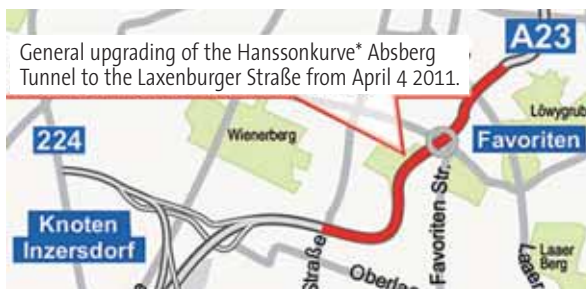 A23
General upgrading of the Hanssonkurve* Absberg
Tunnel to the Laxenburger Straße from April 4 2011.
Löwygrub
224
Wienerberg
Favoriten
Knoten
Inzersdorf
Straße
Favoriten Str.
Laaer
Laaer
Berg
Oberlaa